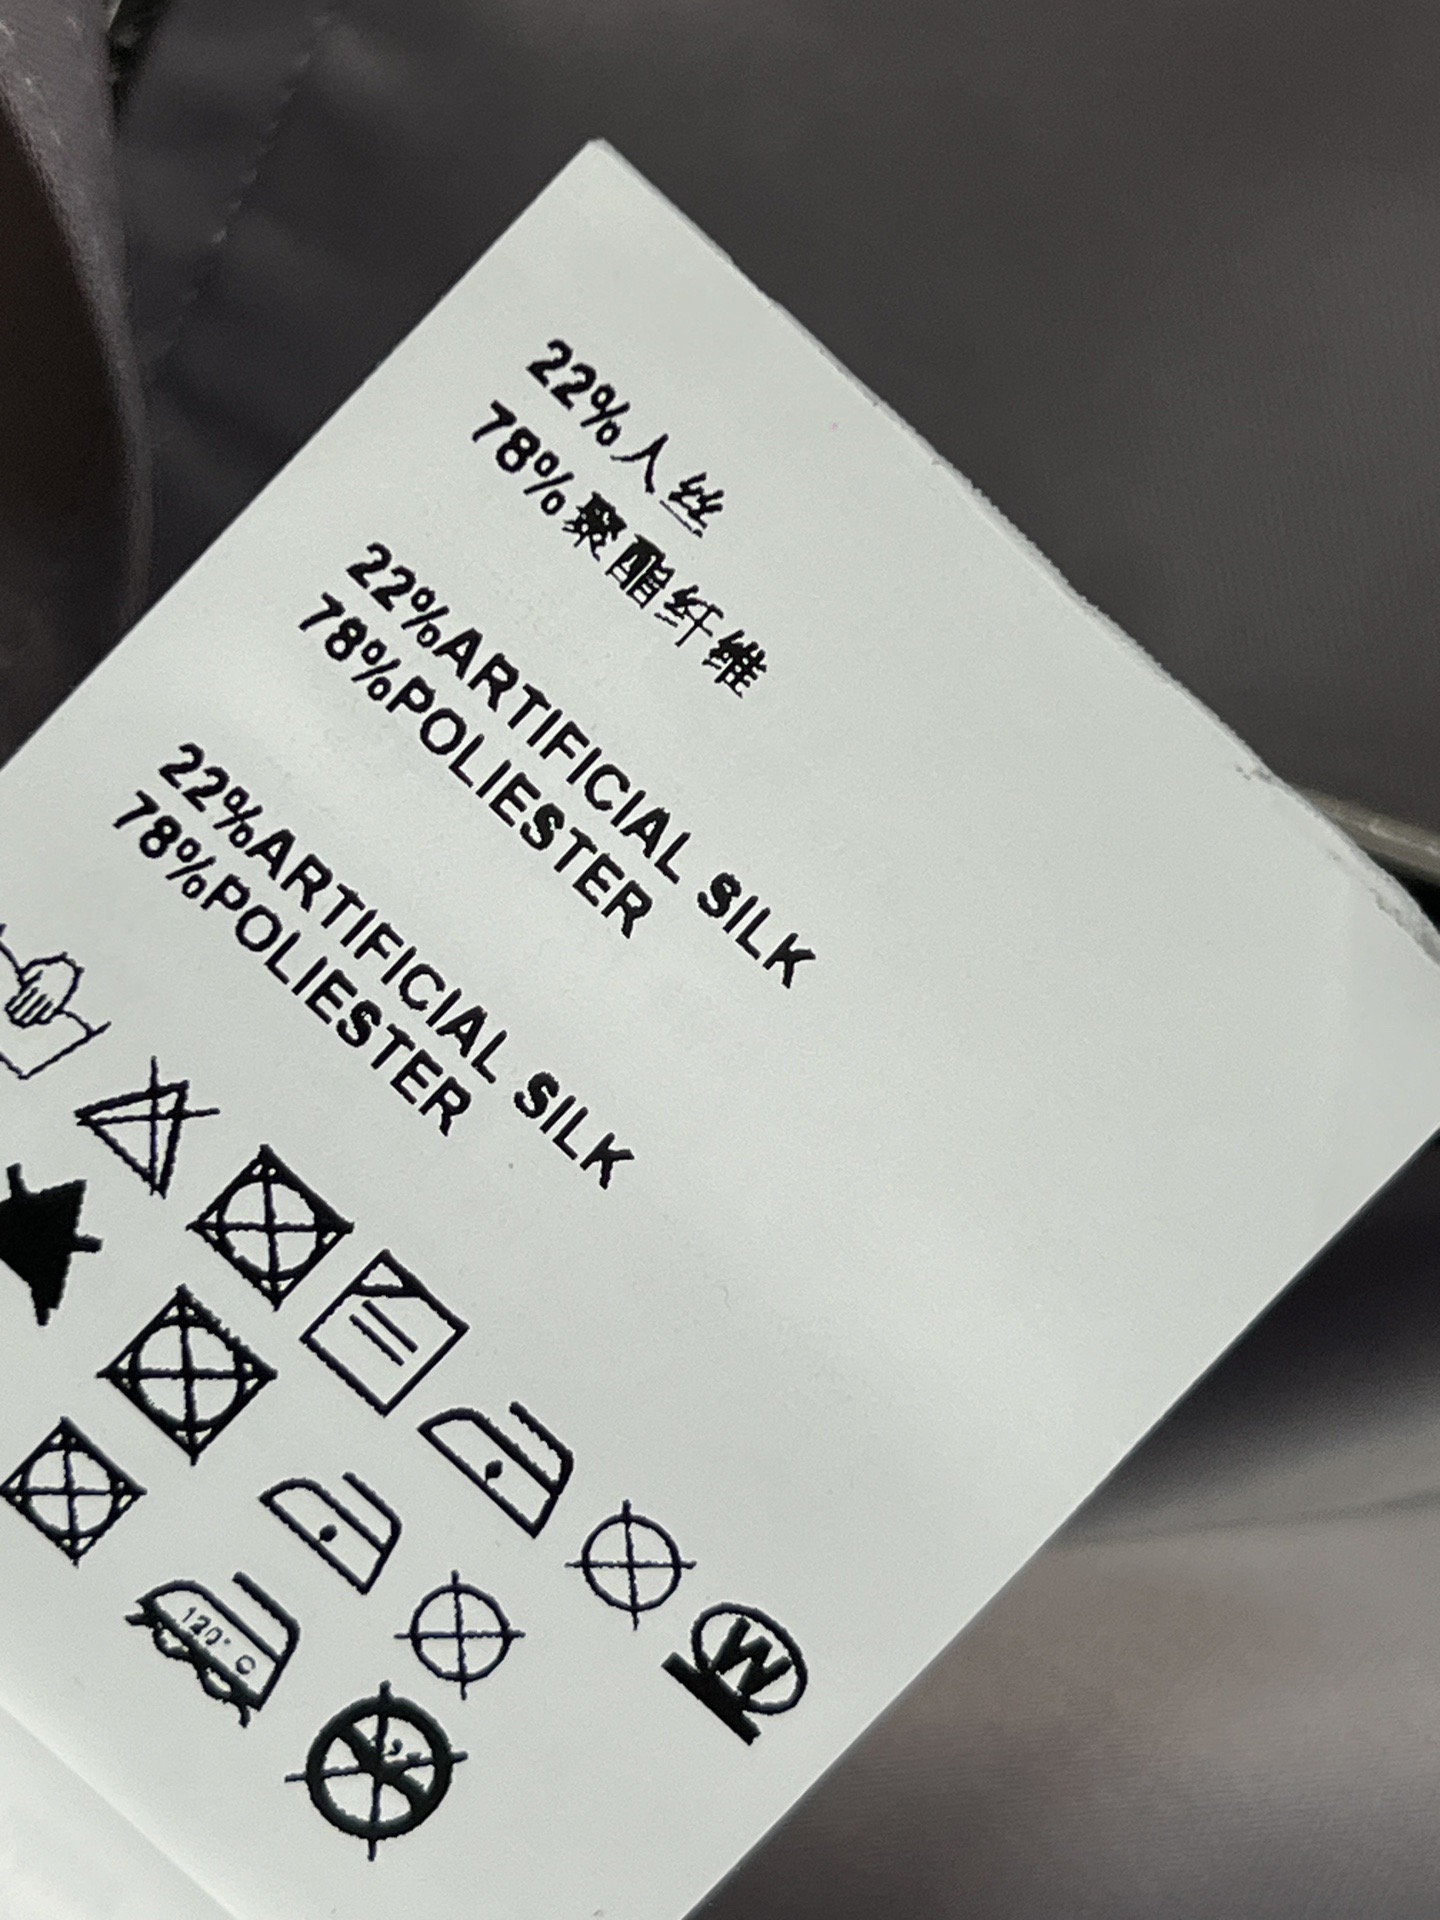 22%人丝
78%聚酯纤维
22%ARTIFICIAL SILK
78%POLIESTER
22%ARTIFICIAL SILK
78%POLIESTER
W
120°C